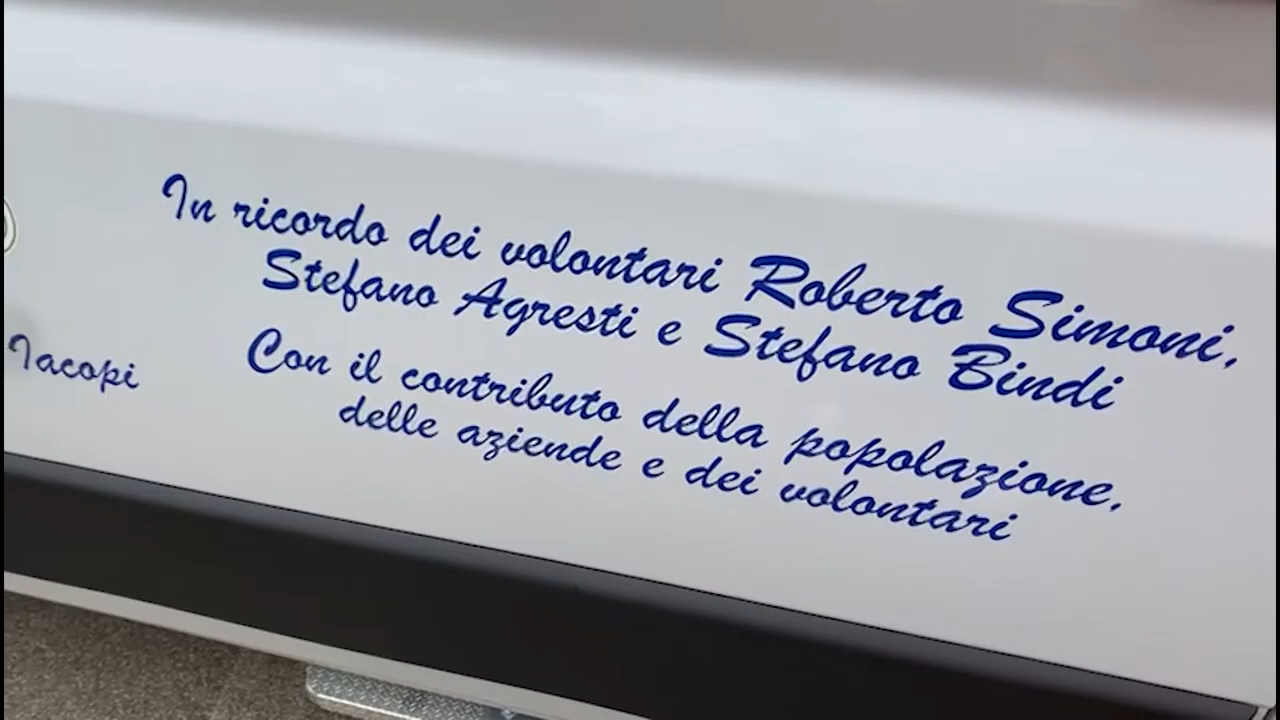 In ricordo dei volontari Roberto Simoni,
Stefano Agresti e Stefano Bindi
Iacopi
Con il contributo della popolazione,
delle aziende e dei volontari